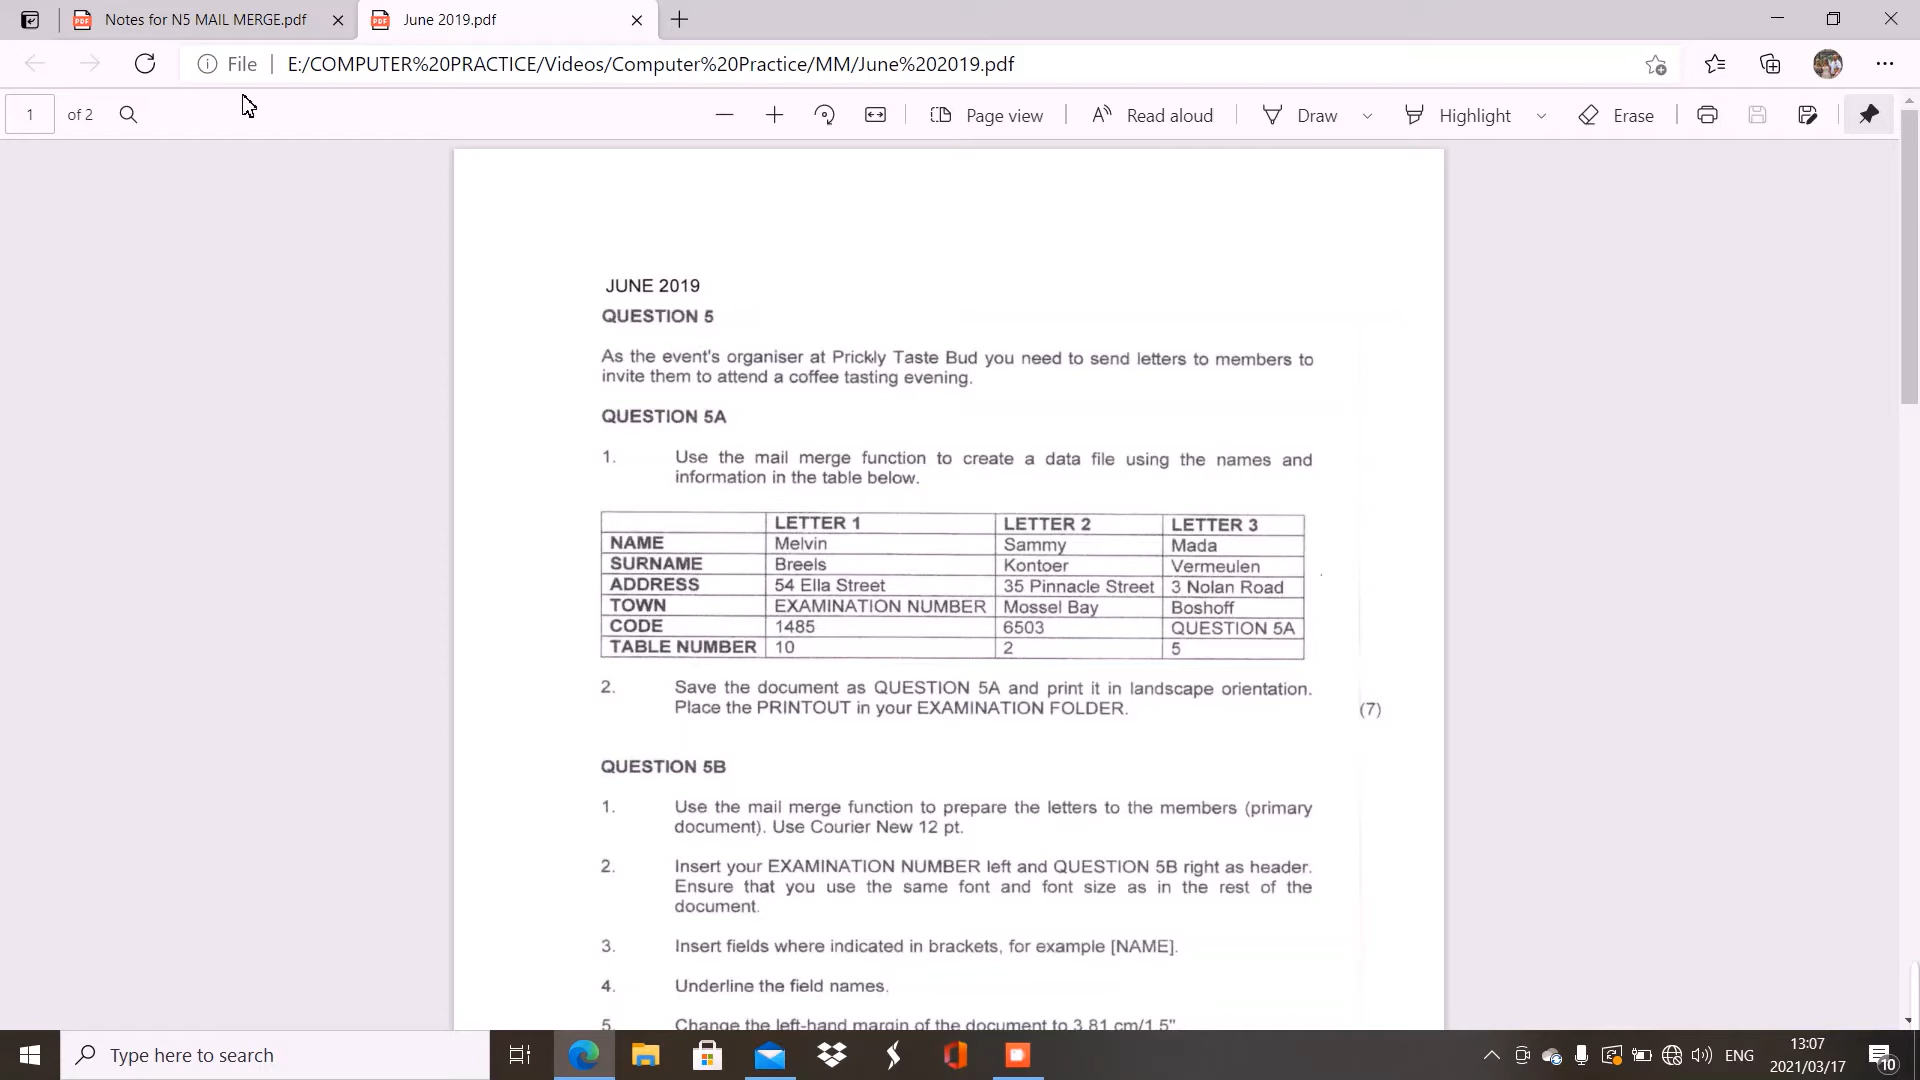 Notes for N5 MAIL MERGE.pdf
June 2019.pdf
File
E:/COMPUTER%20PRACTICE/Videos/Computer%20Practice/MM/June%202019.pdf
1 of 2
Page view
Read aloud
Draw
Highlight
Erase
JUNE 2019
QUESTION 5
As the event's organiser at Prickly Taste Bud you need to send letters to members to
invite them to attend a coffee tasting evening.
QUESTION 5A
1. Use the mail merge function to create a data file using the names and
information in the table below.
LETTER 1 LETTER 2 LETTER 3
NAME Melvin Sammy Mada
SURNAME Breels Kontoer Vermeulen
ADDRESS 54 Ella Street 35 Pinnacle Street 3 Nolan Road
TOWN EXAMINATION NUMBER Mossel Bay Boshoff
CODE 1485 6503 QUESTION 5A
TABLE NUMBER 10 2 5
2. Save the document as QUESTION 5A and print it in landscape orientation.
Place the PRINTOUT in your EXAMINATION FOLDER. (7)
QUESTION 5B
1. Use the mail merge function to prepare the letters to the members (primary
document). Use Courier New 12 pt.
2. Insert your EXAMINATION NUMBER left and QUESTION 5B right as header.
Ensure that you use the same font and font size as in the rest of the
document.
3. Insert fields where indicated in brackets, for example [NAME].
4. Underline the field names.
5. Change the left-hand margin of the document to 3.81 cm/1.5"
Type here to search
ENG
13:07
2021/03/17
10